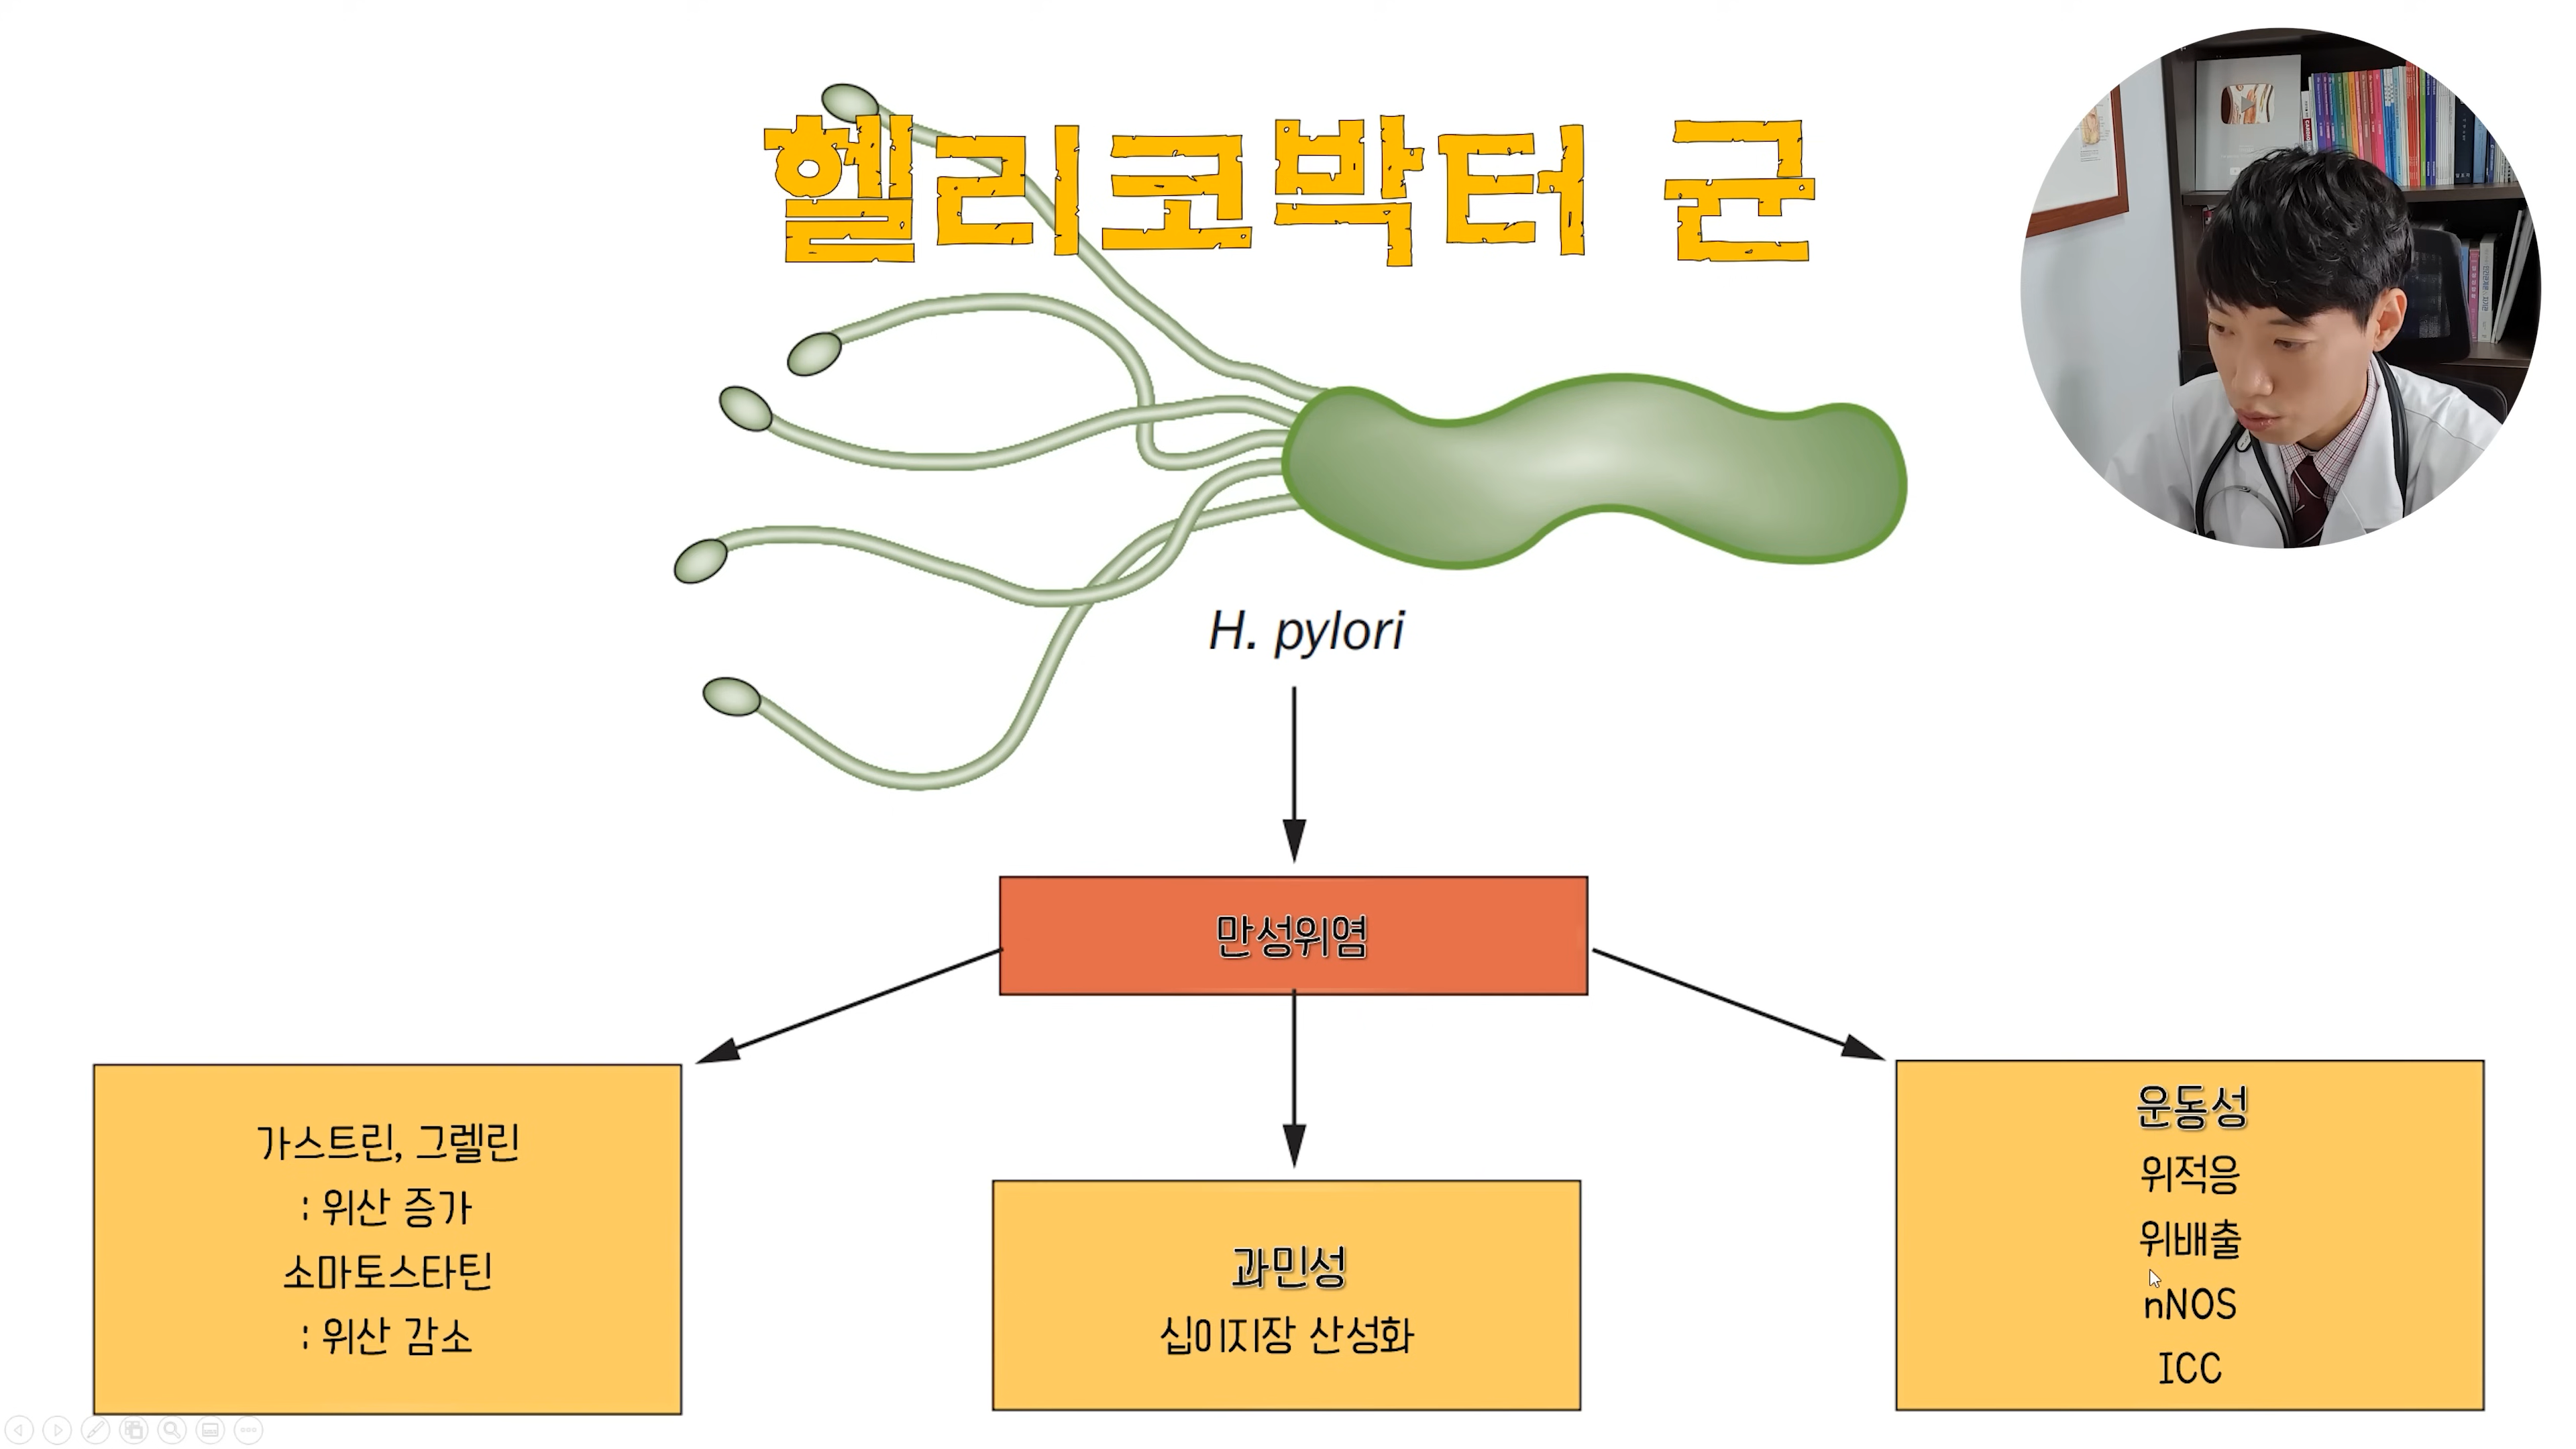 헬리코박터 균
H. pylori
만성위염
가스트린, 그렐린
: 위산 증가
소마토스타틴
: 위산 감소
과민성
십이지장 산성화
운동성
위적응
위배출
nNOS
ICC